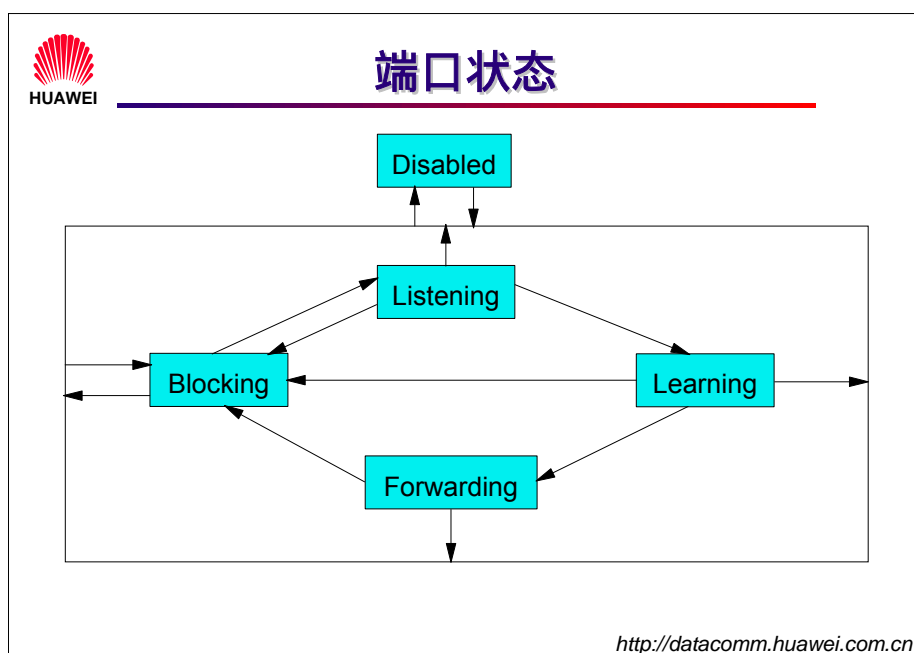 HUAWEI
端口状态
Disabled
Listening
Blocking
Learning
Forwarding
http://datacomm.huawei.com.cn